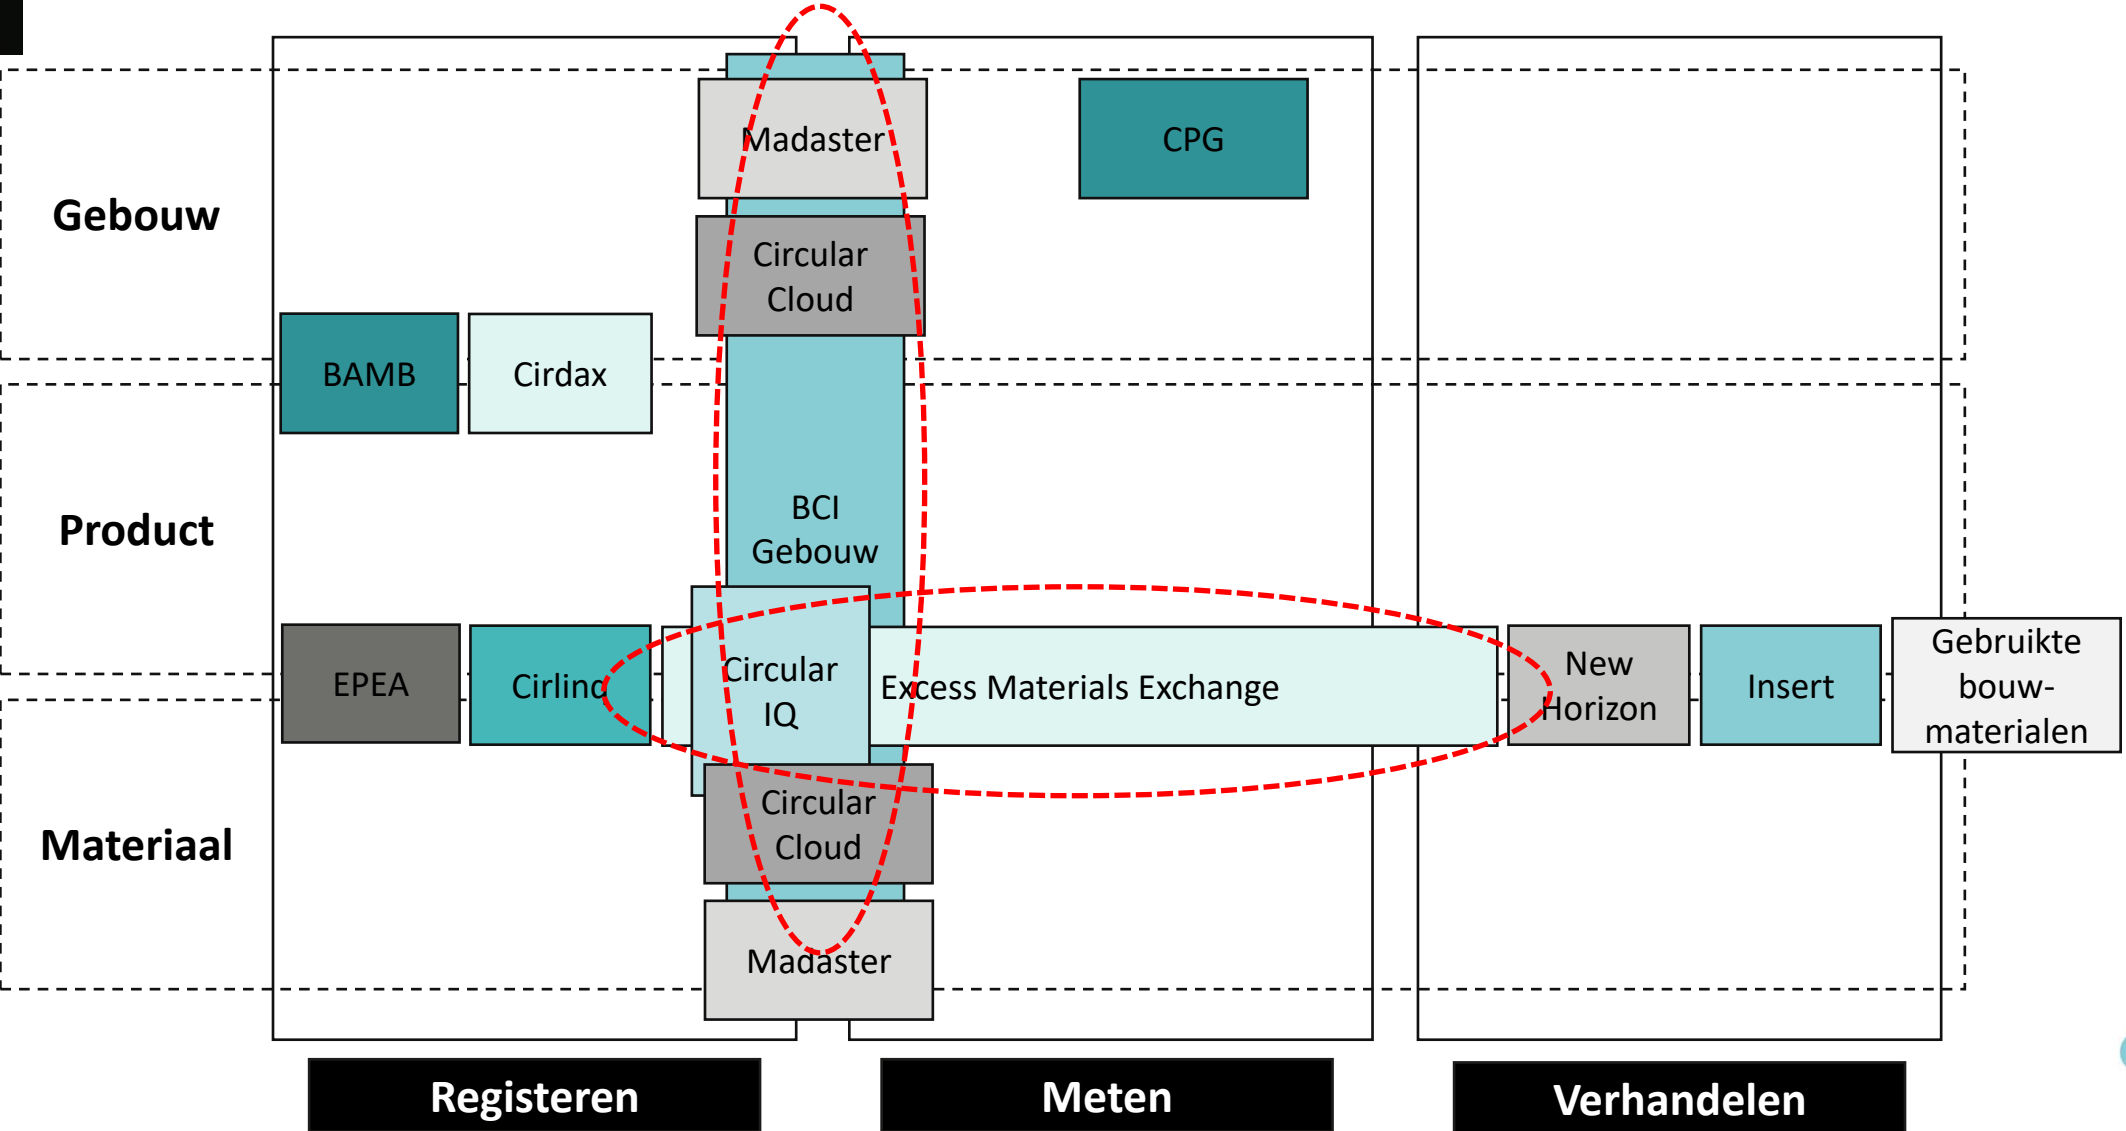 Madaster
CPG
Gebouw
Circular
Cloud
BAMB
Cirdax
BCI
Gebouw
Product
EPEA
Cirlinq
Circular
IQ
Excess Materials Exchange
New
Horizon
Insert
Gebruikte
bouw-
materialen
Materiaal
Circular
Cloud
Madaster
Registeren
Meten
Verhandelen